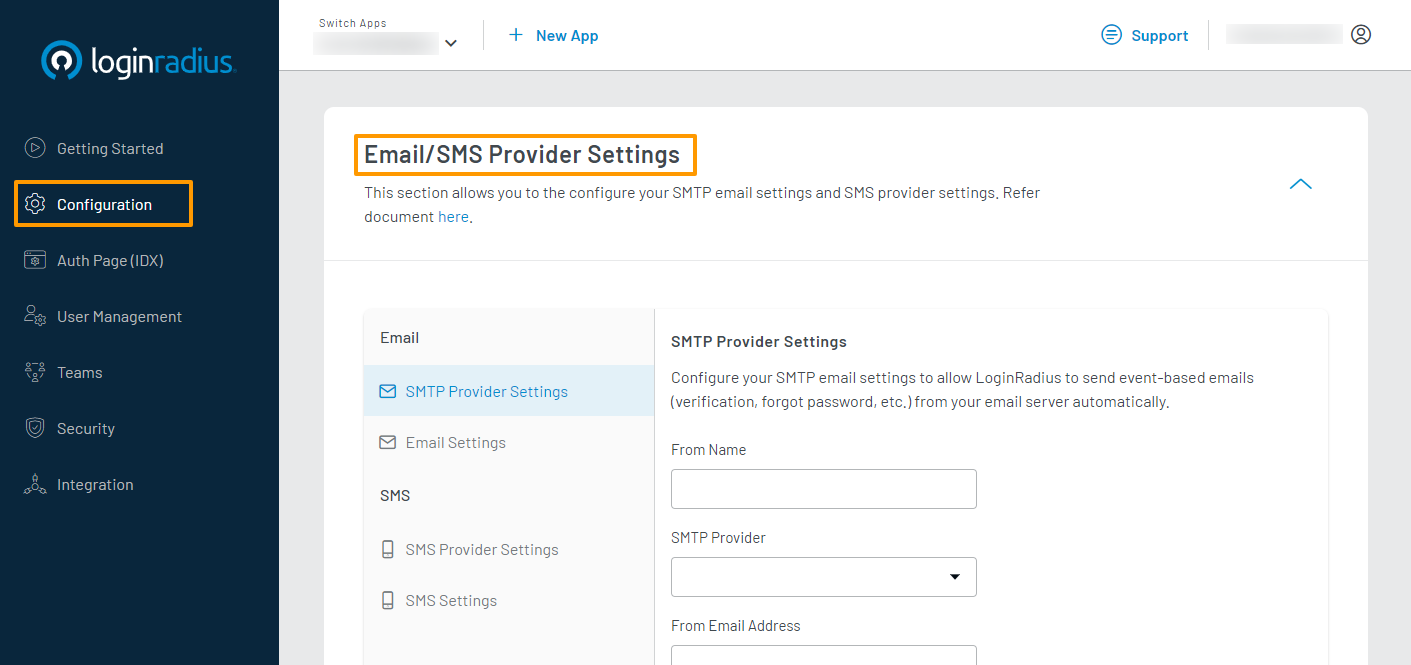 loginradius
Switch Apps
New App
Support
Getting Started
Configuration
Auth Page (IDX)
User Management
Teams
Security
Integration
Email/SMS Provider Settings
This section allows you to the configure your SMTP email settings and SMS provider settings. Refer
document here.
Email
SMTP Provider Settings
Email Settings
SMS
SMS Provider Settings
SMS Settings
SMTP Provider Settings
Configure your SMTP email settings to allow LoginRadius to send event-based emails
(verification, forgot password, etc.) from your email server automatically.
From Name
SMTP Provider
From Email Address